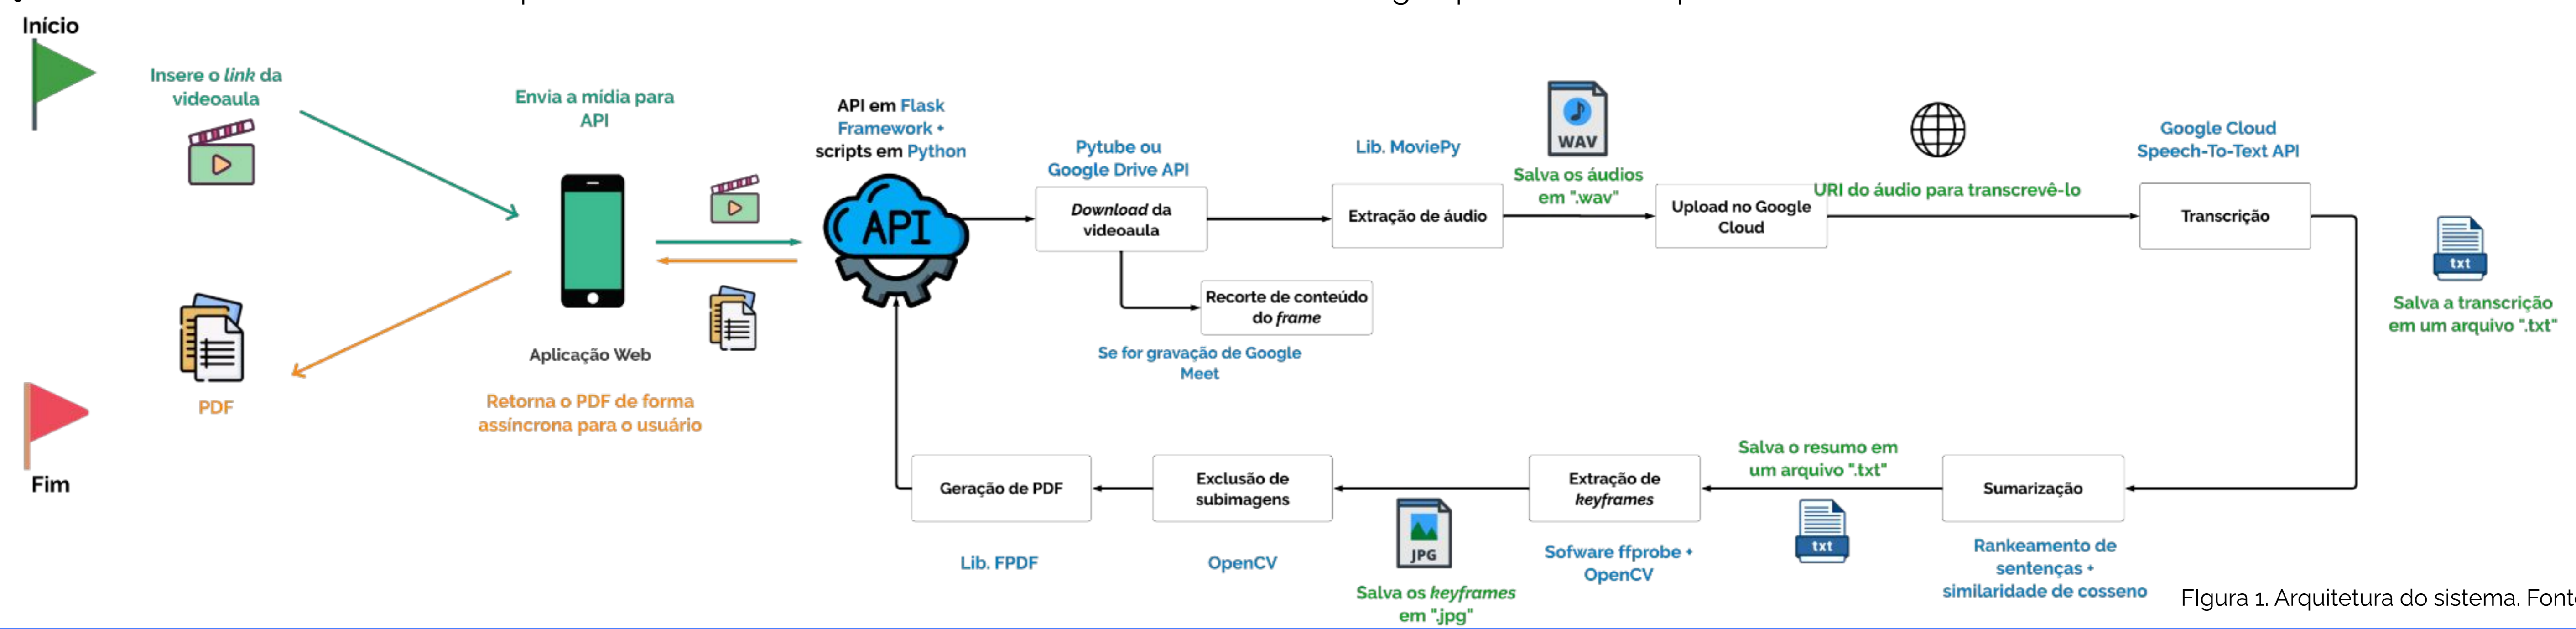 Início
Insere o link da
videoaula
Envia a mídia para
API
API em Flask
Framework +
scripts em Python
API
Aplicação Web
Retorna o PDF de forma
assíncrona para o usuário
PDF
Fim
Pytube ou
Google Drive API
Download da
videoaula
Recorte de conteúdo
do frame
Se for gravação de Google
Meet
Lib. MoviePy
Extração de áudio
WAV
Salva os áudios
em ".wav"
Upload no Google
Cloud
URI do áudio para transcrevê-lo
Google Cloud
Speech-To-Text API
Transcrição
txt
Salva a transcrição
em um arquivo ".txt"
Sumarização
Rankeamento de
sentenças +
similaridade de cosseno
Salva o resumo em
um arquivo ".txt"
txt
Extração de
keyframes
Sofware ffprobe +
OpenCV
JPG
Salva os keyframes
em ".jpg"
Exclusão de
subimagens
OpenCV
Geração de PDF
Lib. FPDF
FIgura 1. Arquitetura do sistema.